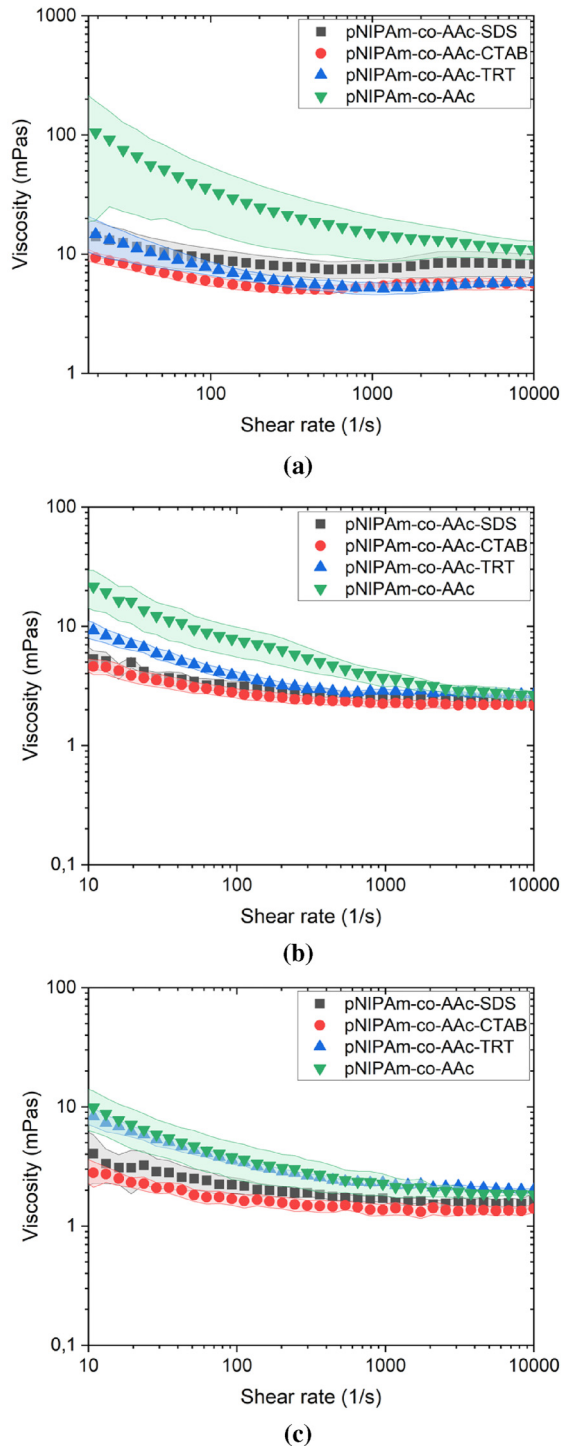 1000
100
10
1
Viscosity (mPas)
pNIPAm-co-AAc-SDS
pNIPAm-co-AAc-CTAB
pNIPAm-co-AAc-TRT
pNIPAm-co-AAc
100 1000 10000
Shear rate (1/s)
(a)
100
10
1
0,1
Viscosity (mPas)
pNIPAm-co-AAc-SDS
pNIPAm-co-AAc-CTAB
pNIPAm-co-AAc-TRT
pNIPAm-co-AAc
10 100 1000 10000
Shear rate (1/s)
(b)
100
10
1
0,1
Viscosity (mPas)
pNIPAm-co-AAc-SDS
pNIPAm-co-AAc-CTAB
pNIPAm-co-AAc-TRT
pNIPAm-co-AAc
10 100 1000 10000
Shear rate (1/s)
(c)